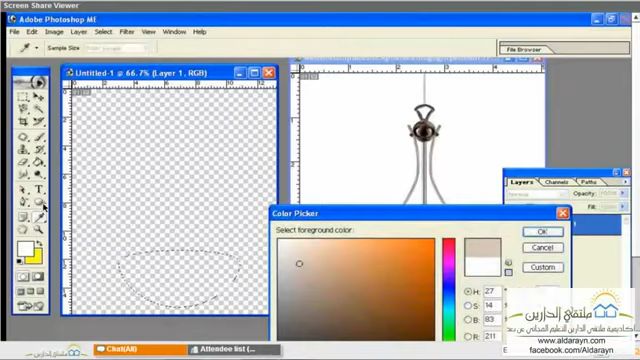 Screen Share Viewer
Adobe Photoshop ME
File Edit Image Layer Select Filter View Window Help
Sample Size
File Browser
Untitled-1 @ 66.7% (Layer 1, RGB)
Layers Channels Paths
Opacity:
Fill:
Color Picker
Select foreground color:
OK
Cancel
Custom
H: 27
S: 14
B: 83
R: 211
ملتقى الدارين
www.aldarayn.com
facebook.com/Aldarayn
Chat(All)
Attendee list (...